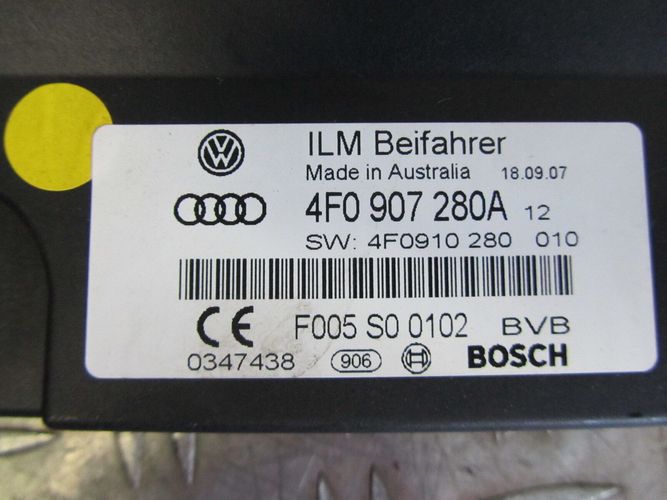 ILM Beifahrer
Made in Australia 18.09.07
4F0 907 280A 12
SW: 4F0910 280 010
CE F005 S0 0102 BVB
0347438 906 BOSCH